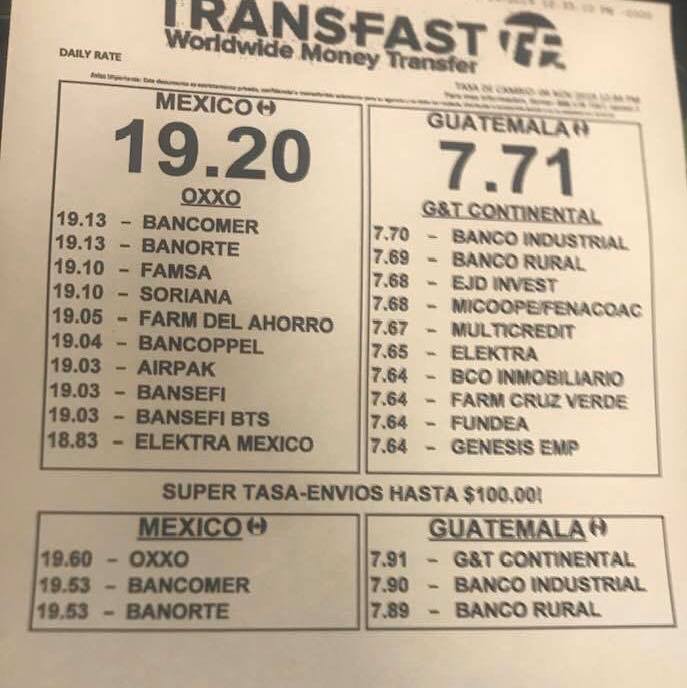 TRANSFAST
Worldwide Money Transfer
DAILY RATE
MEXICO
19.20
OXXO
19.13 - BANCOMER
19.13 - BANORTE
19.10 - FAMSA
19.10 - SORIANA
19.05 - FARM DEL AHORRO
19.04 - BANCOPPEL
19.03 - AIRPAK
19.03 - BANSEFI
19.03 - BANSEFI BTS
18.83 - ELEKTRA MEXICO
GUATEMALA
7.71
G&T CONTINENTAL
7.70 - BANCO INDUSTRIAL
7.69 - BANCO RURAL
7.68 - EJD INVEST
7.68 - MICOOPE/FENACOAC
7.67 - MULTICREDIT
7.65 - ELEKTRA
7.64 - BCO INMOBILIARIO
7.64 - FARM CRUZ VERDE
7.64 - FUNDEA
7.64 - GENESIS EMP
SUPER TASA-ENVIOS HASTA $100.00!
MEXICO
19.60 - OXXO
19.53 - BANCOMER
19.53 - BANORTE
GUATEMALA
7.91 - G&T CONTINENTAL
7.90 - BANCO INDUSTRIAL
7.89 - BANCO RURAL